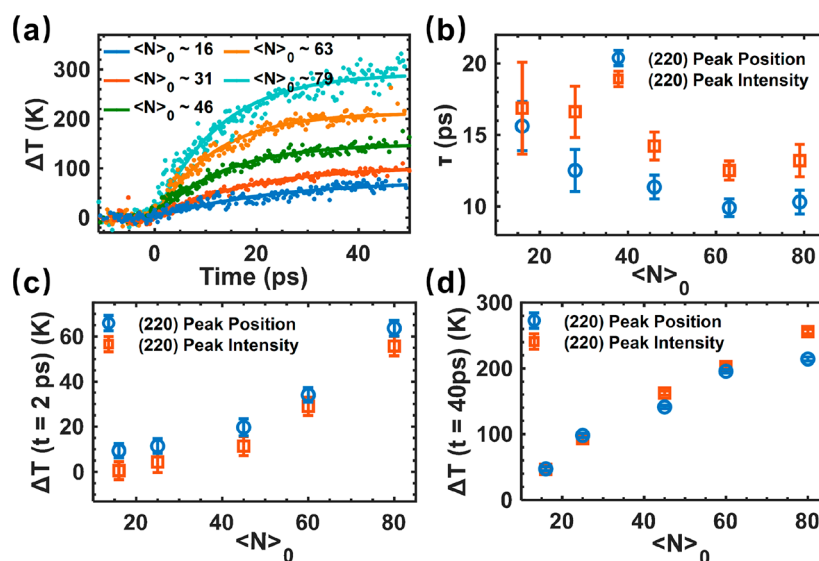 (a)
<N>0 ~ 16 <N>0 ~ 63
<N>0 ~ 31 <N>0 ~ 79
<N>0 ~ 46
300
200
100
0
ΔT (K)
0 20 40
Time (ps)
(b)
(220) Peak Position
(220) Peak Intensity
20
15
10
τ (ps)
20 40 60 80
<N>0
(c)
(220) Peak Position
(220) Peak Intensity
60
40
20
0
ΔT (t = 2 ps) (K)
20 40 60 80
<N>0
(d)
(220) Peak Position
(220) Peak Intensity
300
200
100
0
ΔT (t = 40ps) (K)
20 40 60 80
<N>0